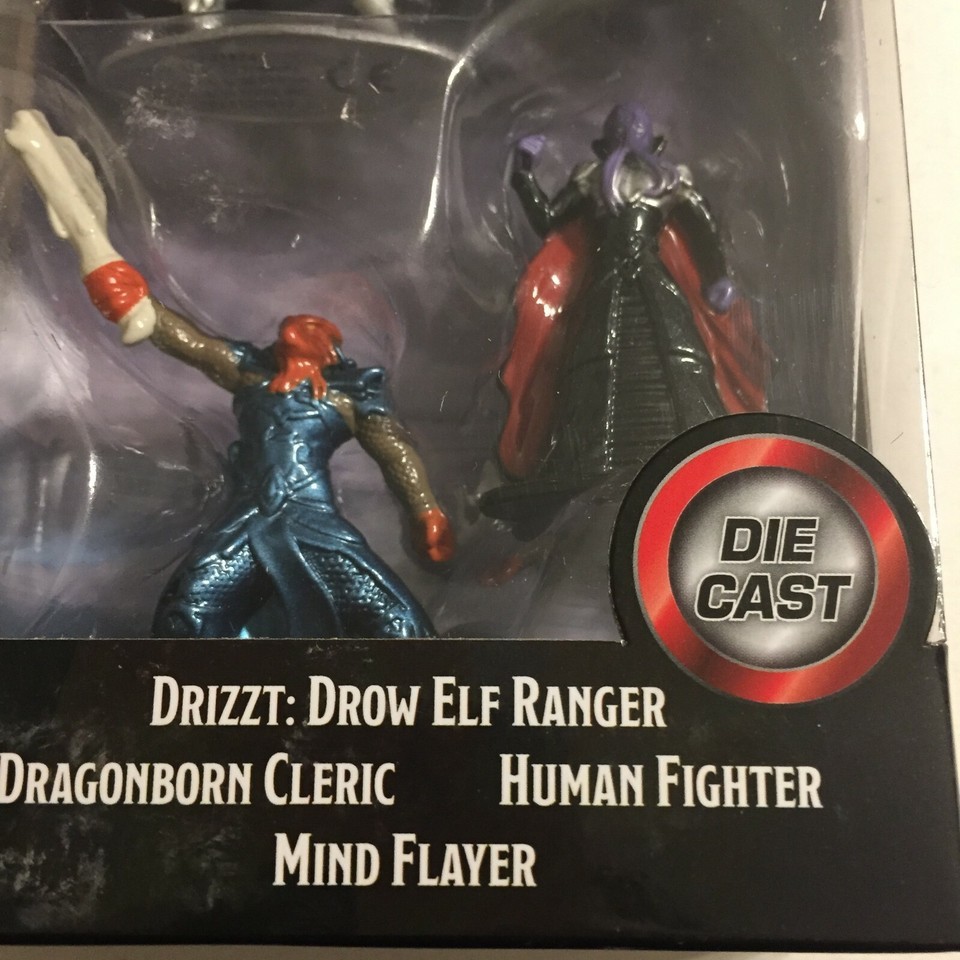 DIE
CAST
DRIZZT: DROW ELF RANGER
DRAGONBORN CLERIC HUMAN FIGHTER
MIND FLAYER